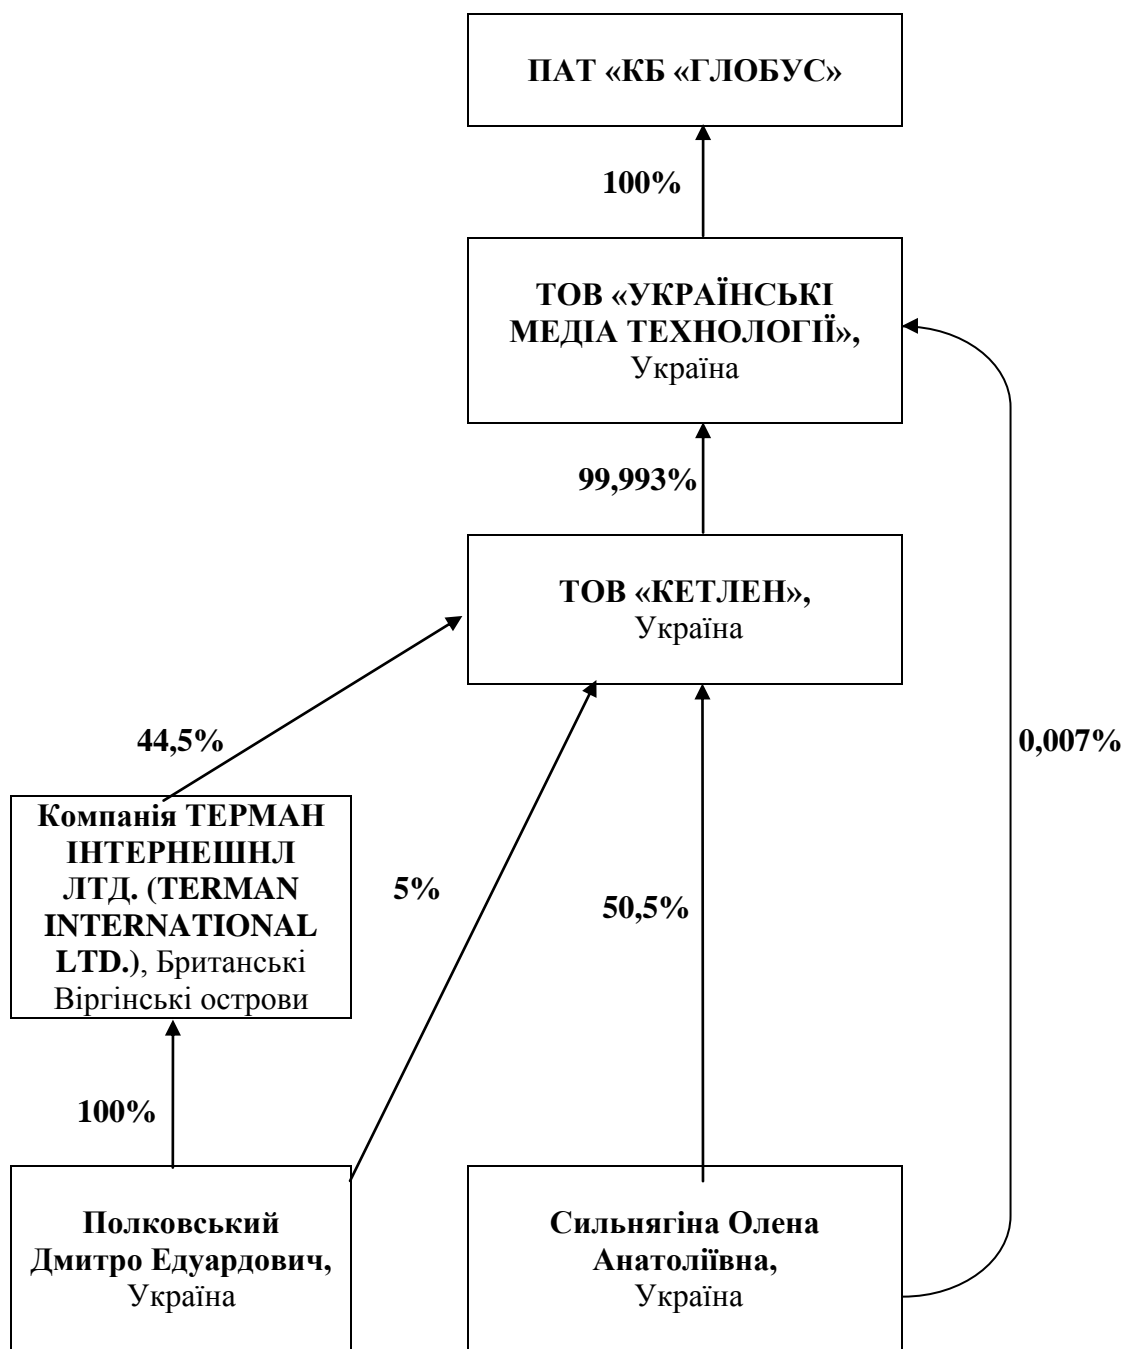 ПАТ «КБ «ГЛОБУС»
100%
ТОВ «УКРАЇНСЬКІ
МЕДІА ТЕХНОЛОГІЇ»,
Україна
99,993%
ТОВ «КЕТЛЕН»,
Україна
44,5%
0,007%
Компанія ТЕРМАН
ІНТЕРНЕШНЛ
ЛТД. (TERMAN
INTERNATIONAL
LTD.), Британські
Віргінські острови
5%
50,5%
100%
Полковський
Дмитро Едуардович,
Україна
Сильнягіна Олена
Анатоліївна,
Україна